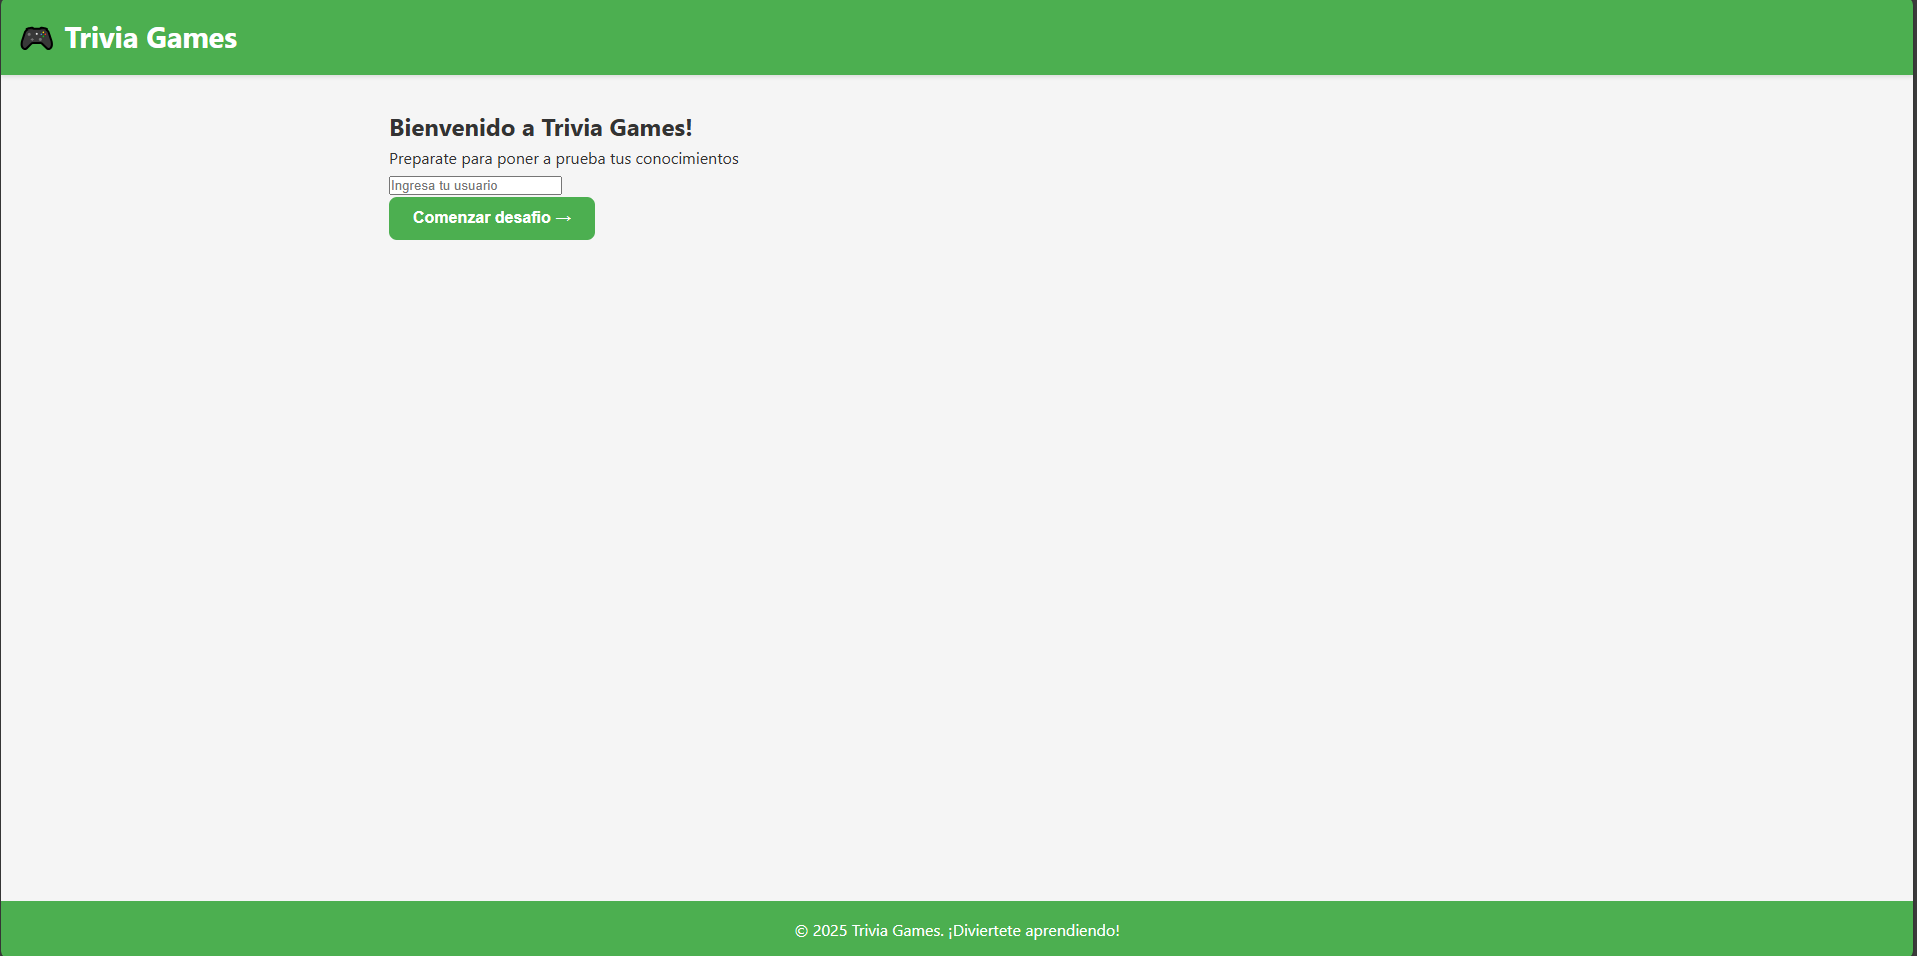 Trivia Games
Bienvenido a Trivia Games!
Preparate para poner a prueba tus conocimientos
Ingresa tu usuario
Comenzar desafio →
© 2025 Trivia Games. ¡Diviertete aprendiendo!